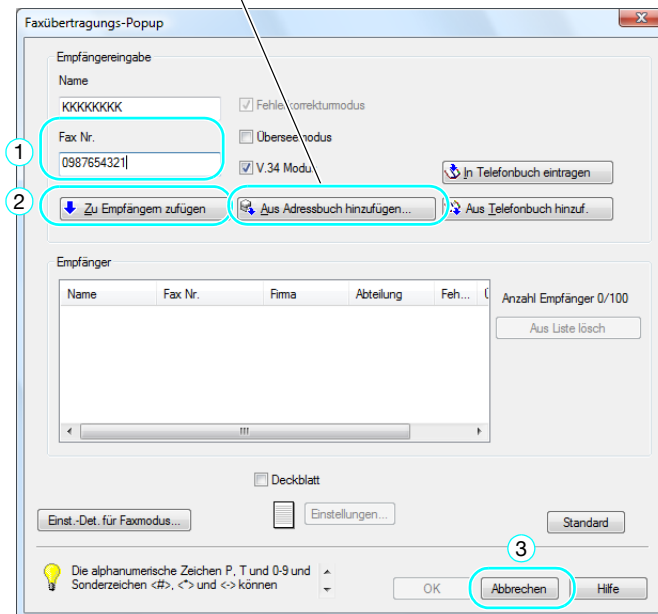 Faxübertragungs-Popup
Empfängereingabe
Name
KKKKKKKK
Fehlerkorrekturmodus
1
Fax Nr.
Überseemodus
0987654321
V.34 Modus
In Telefonbuch eintragen
2
Zu Empfängern zufügen
Aus Adressbuch hinzufügen...
Aus Telefonbuch hinzuf.
Empfänger
Name Fax Nr. Firma Abteilung Feh...
Anzahl Empfänger 0/100
Aus Liste lösch
Deckblatt
Einst.-Det. für Faxmodus...
Einstellungen...
Standard
3
Die alphanumerische Zeichen P, T und 0-9 und
Sonderzeichen <#>, <*> und <-> können
OK
Abbrechen
Hilfe